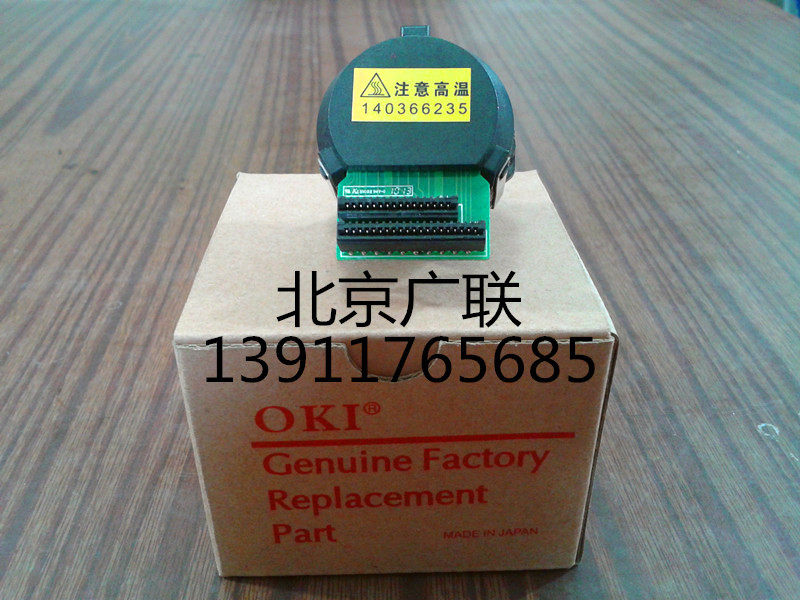 注意高温
140366235
北京广联
13911765685
OKI®
Genuine Factory
Replacement
Part
MADE IN JAPAN